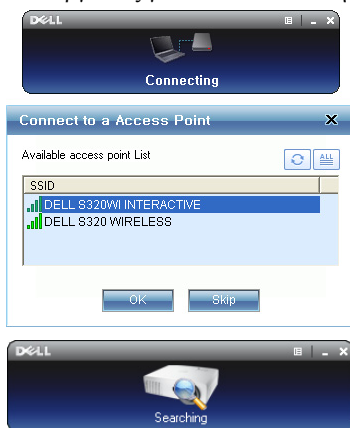 DELL
Connecting
Connect to a Access Point
Available access point List
ALL
SSID
DELL S320WI INTERACTIVE
DELL S320 WIRELESS
OK Skip
DELL
Searching